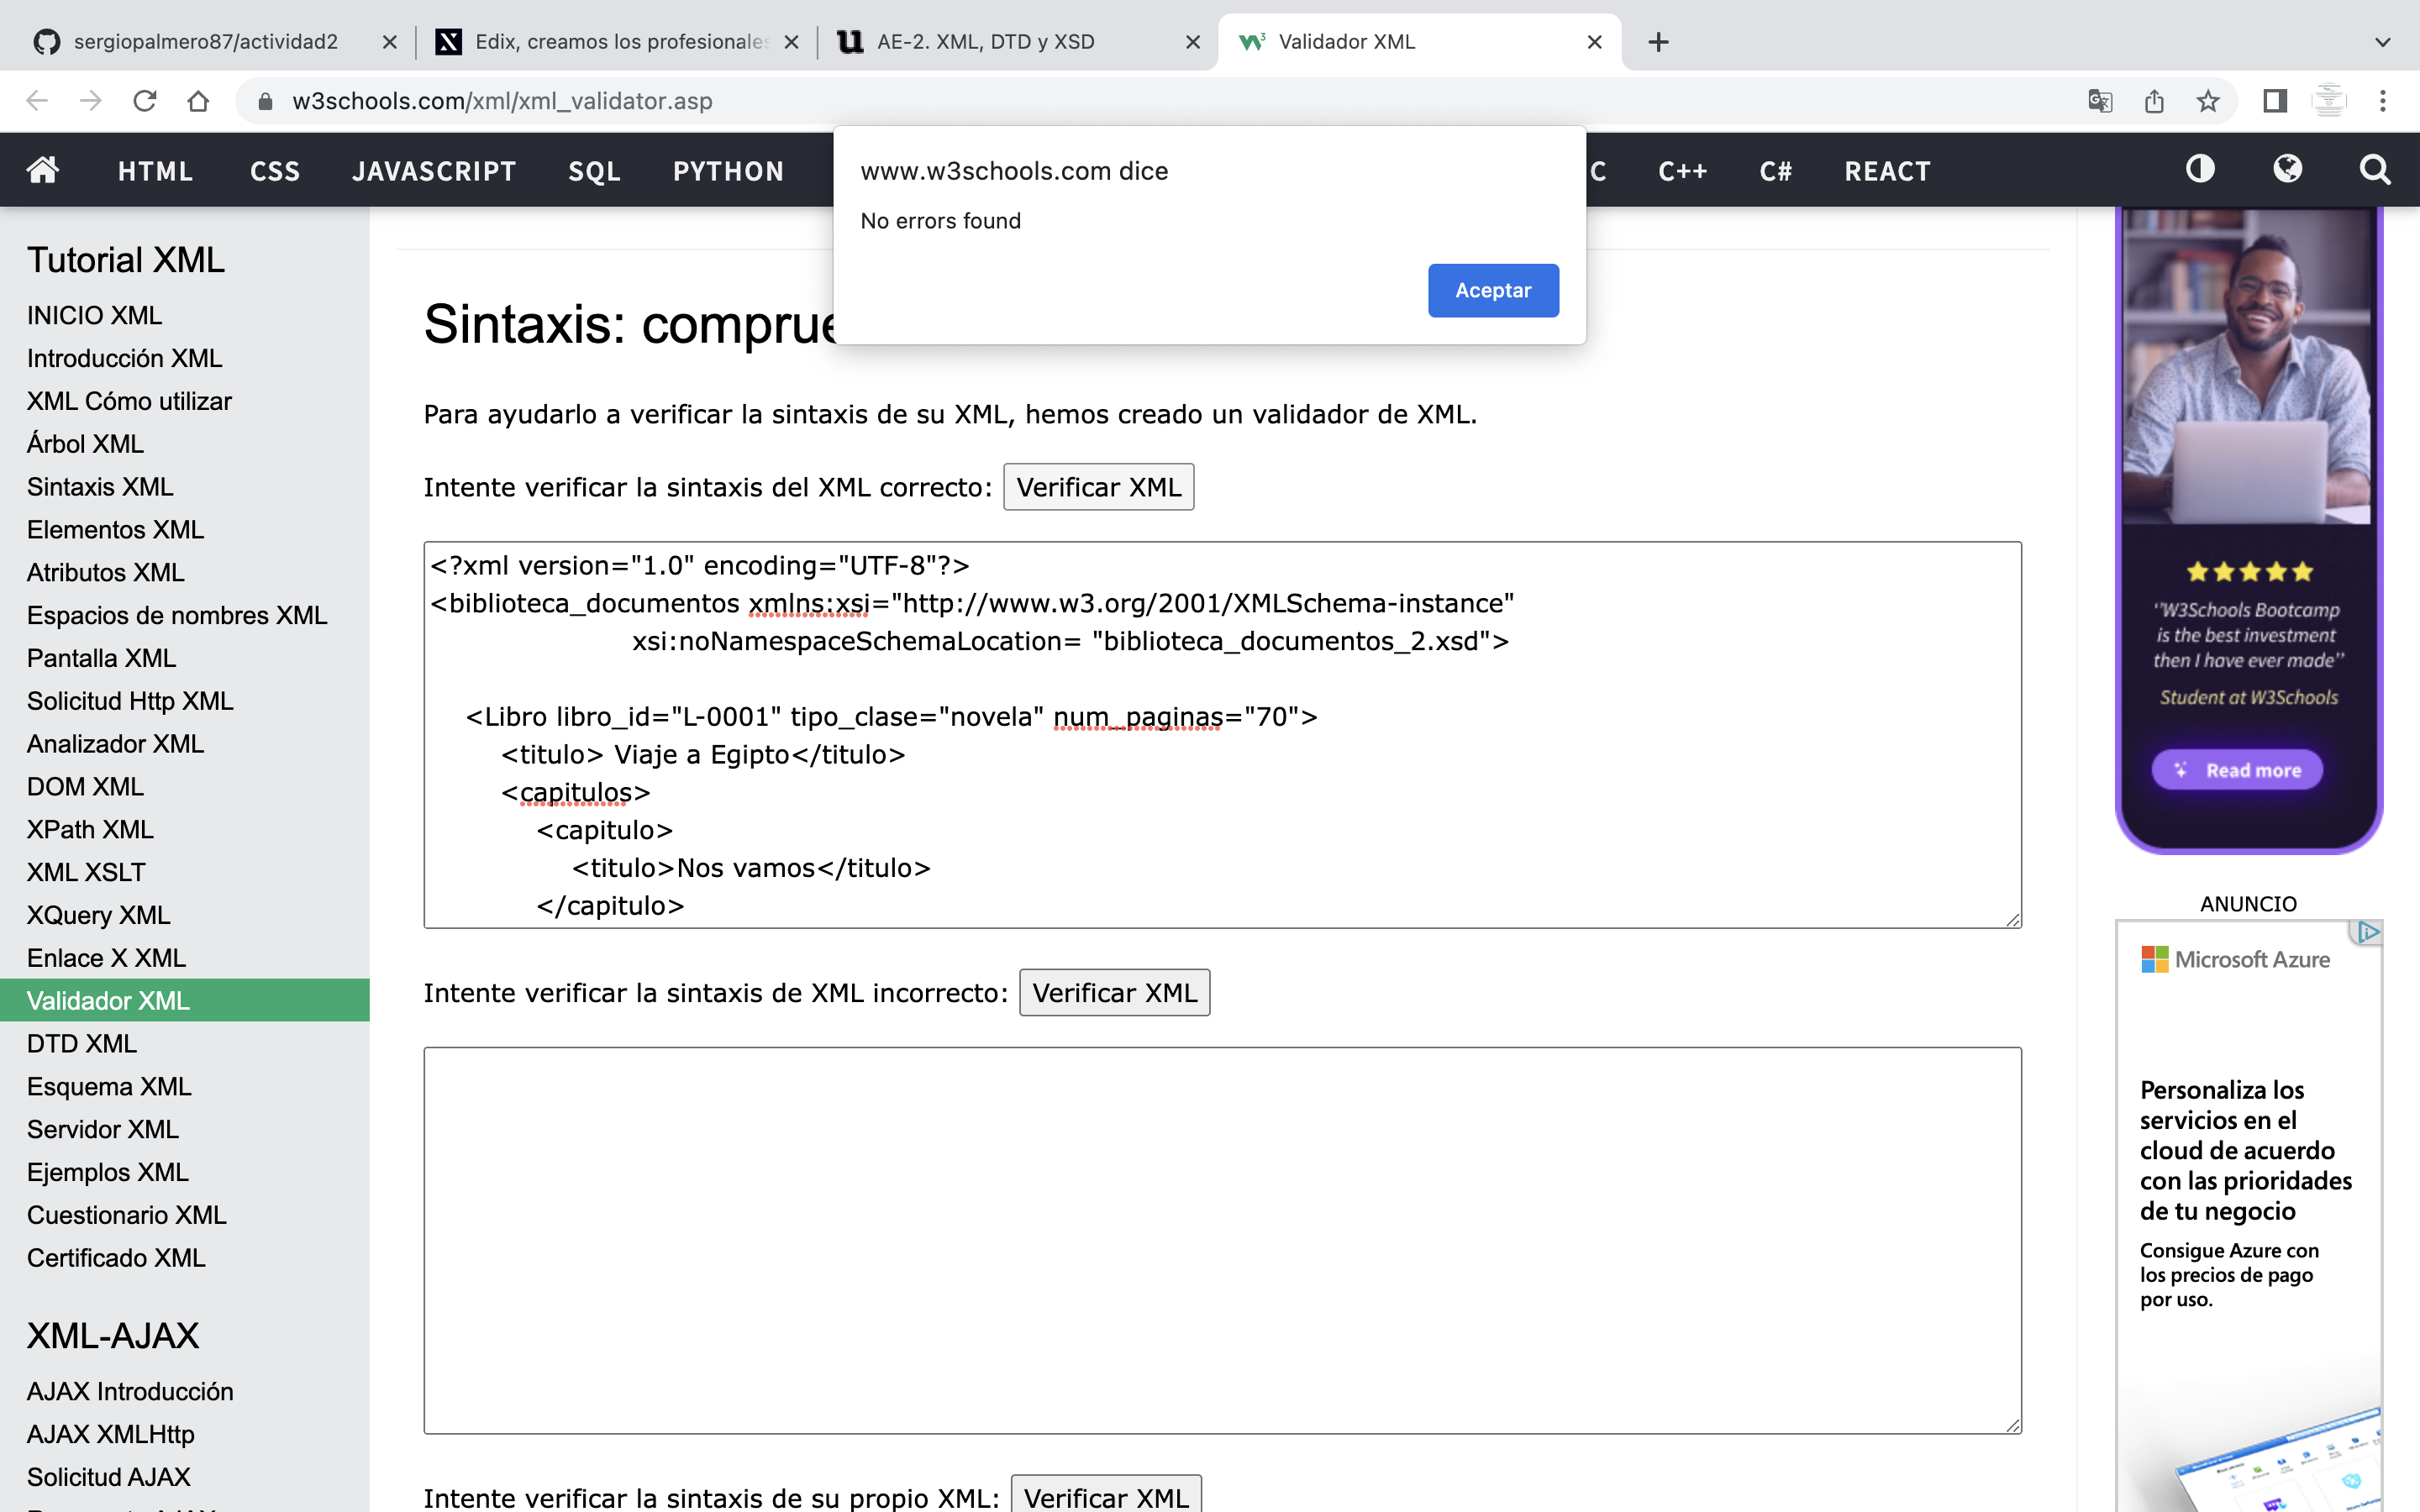 sergiopalmero87/actividad2
Edix, creamos los profesionales
AE-2. XML, DTD y XSD
Validador XML
w3schools.com/xml/xml_validator.asp
HTML CSS JAVASCRIPT SQL PYTHON C C++ C# REACT
www.w3schools.com dice
No errors found
Aceptar
Tutorial XML
INICIO XML
Introducción XML
XML Cómo utilizar
Árbol XML
Sintaxis XML
Elementos XML
Atributos XML
Espacios de nombres XML
Pantalla XML
Solicitud Http XML
Analizador XML
DOM XML
XPath XML
XML XSLT
XQuery XML
Enlace X XML
Validador XML
DTD XML
Esquema XML
Servidor XML
Ejemplos XML
Cuestionario XML
Certificado XML
XML-AJAX
AJAX Introducción
AJAX XMLHttp
Solicitud AJAX
Sintaxis: comprue
Para ayudarlo a verificar la sintaxis de su XML, hemos creado un validador de XML.
Intente verificar la sintaxis del XML correcto: Verificar XML
<?xml version="1.0" encoding="UTF-8"?>
<biblioteca_documentos xmlns:xsi="http://www.w3.org/2001/XMLSchema-instance"
xsi:noNamespaceSchemaLocation= "biblioteca_documentos_2.xsd">
<Libro libro_id="L-0001" tipo_clase="novela" num_paginas="70">
<titulo> Viaje a Egipto</titulo>
<capitulos>
<capitulo>
<titulo>Nos vamos</titulo>
</capitulo>
Intente verificar la sintaxis de XML incorrecto: Verificar XML
Intente verificar la sintaxis de su propio XML: Verificar XML
“W3Schools Bootcamp
is the best investment
then I have ever made”
Student at W3Schools
Read more
ANUNCIO
Microsoft Azure
Personaliza los
servicios en el
cloud de acuerdo
con las prioridades
de tu negocio
Consigue Azure con
los precios de pago
por uso.